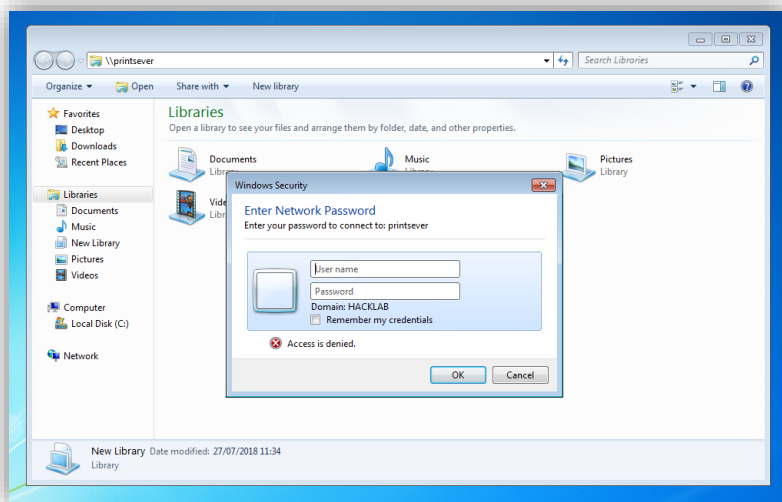 \\printsever
Search Libraries
Organize Open Share with New library
Favorites
Desktop
Downloads
Recent Places
Libraries
Documents
Music
New Library
Pictures
Videos
Computer
Local Disk (C:)
Network
Libraries
Open a library to see your files and arrange them by folder, date, and other properties.
Documents
Library
Music
Library
Pictures
Library
Windows Security
Enter Network Password
Enter your password to connect to: printsever
User name
Password
Domain: HACKLAB
Remember my credentials
Access is denied.
OK Cancel
New Library Date modified: 27/07/2018 11:34
Library